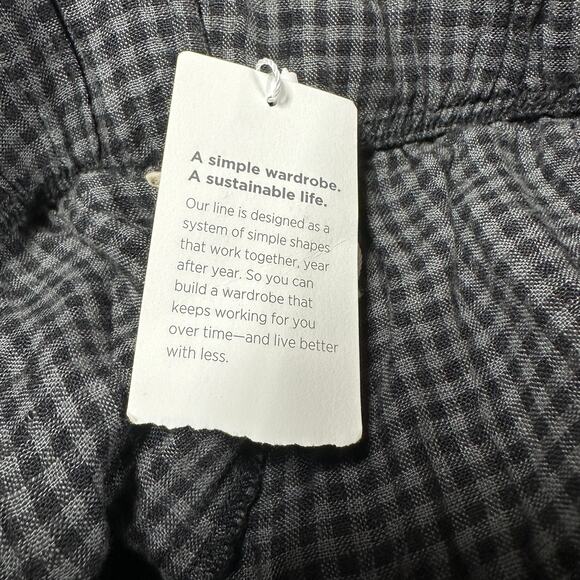 A simple wardrobe.
A sustainable life.
Our line is designed as a
system of simple shapes
that work together, year
after year. So you can
build a wardrobe that
keeps working for you
over time—and live better
with less.